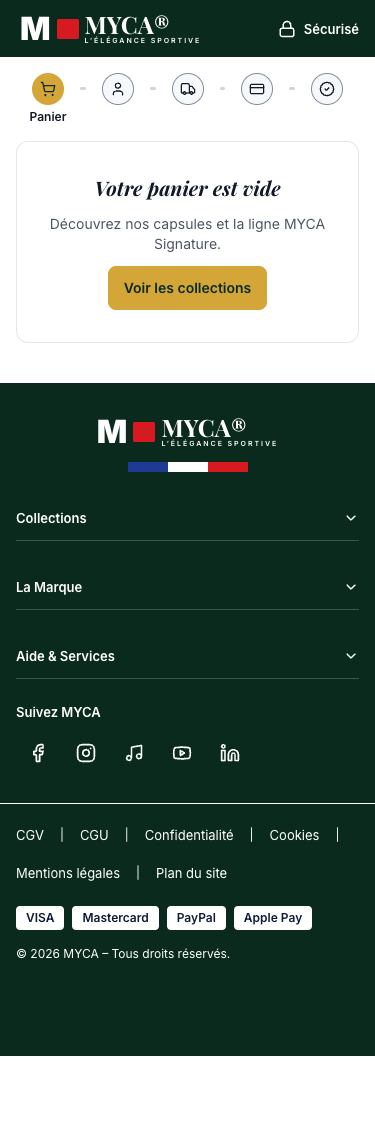 M MYCA®
L'ÉLÉGANCE SPORTIVE
Sécurisé
Panier
Votre panier est vide
Découvrez nos capsules et la ligne MYCA
Signature.
Voir les collections
M MYCA®
L'ÉLÉGANCE SPORTIVE
Collections
La Marque
Aide & Services
Suivez MYCA
CGV | CGU | Confidentialité | Cookies |
Mentions légales | Plan du site
VISA Mastercard PayPal Apple Pay
© 2026 MYCA – Tous droits réservés.